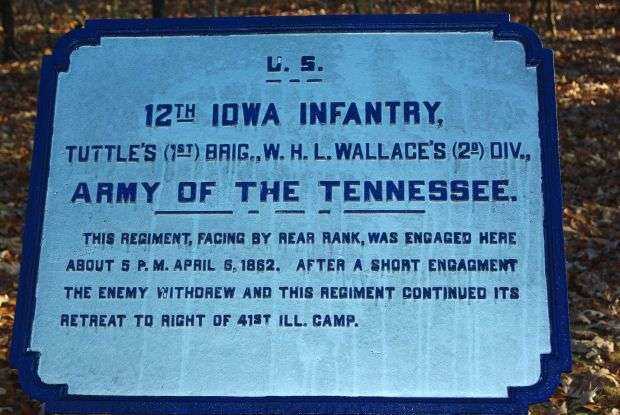 U. S.
12TH IOWA INFANTRY,
TUTTLE'S (1ST) BRIG., W. H. L. WALLACE'S (2D) DIV.,
ARMY OF THE TENNESSEE.
THIS REGIMENT, FACING BY REAR RANK, WAS ENGAGED HERE
ABOUT 5 P. M. APRIL 6, 1862. AFTER A SHORT ENGAGMENT
THE ENEMY WITHDREW AND THIS REGIMENT CONTINUED ITS
RETREAT TO RIGHT OF 41ST ILL. CAMP.